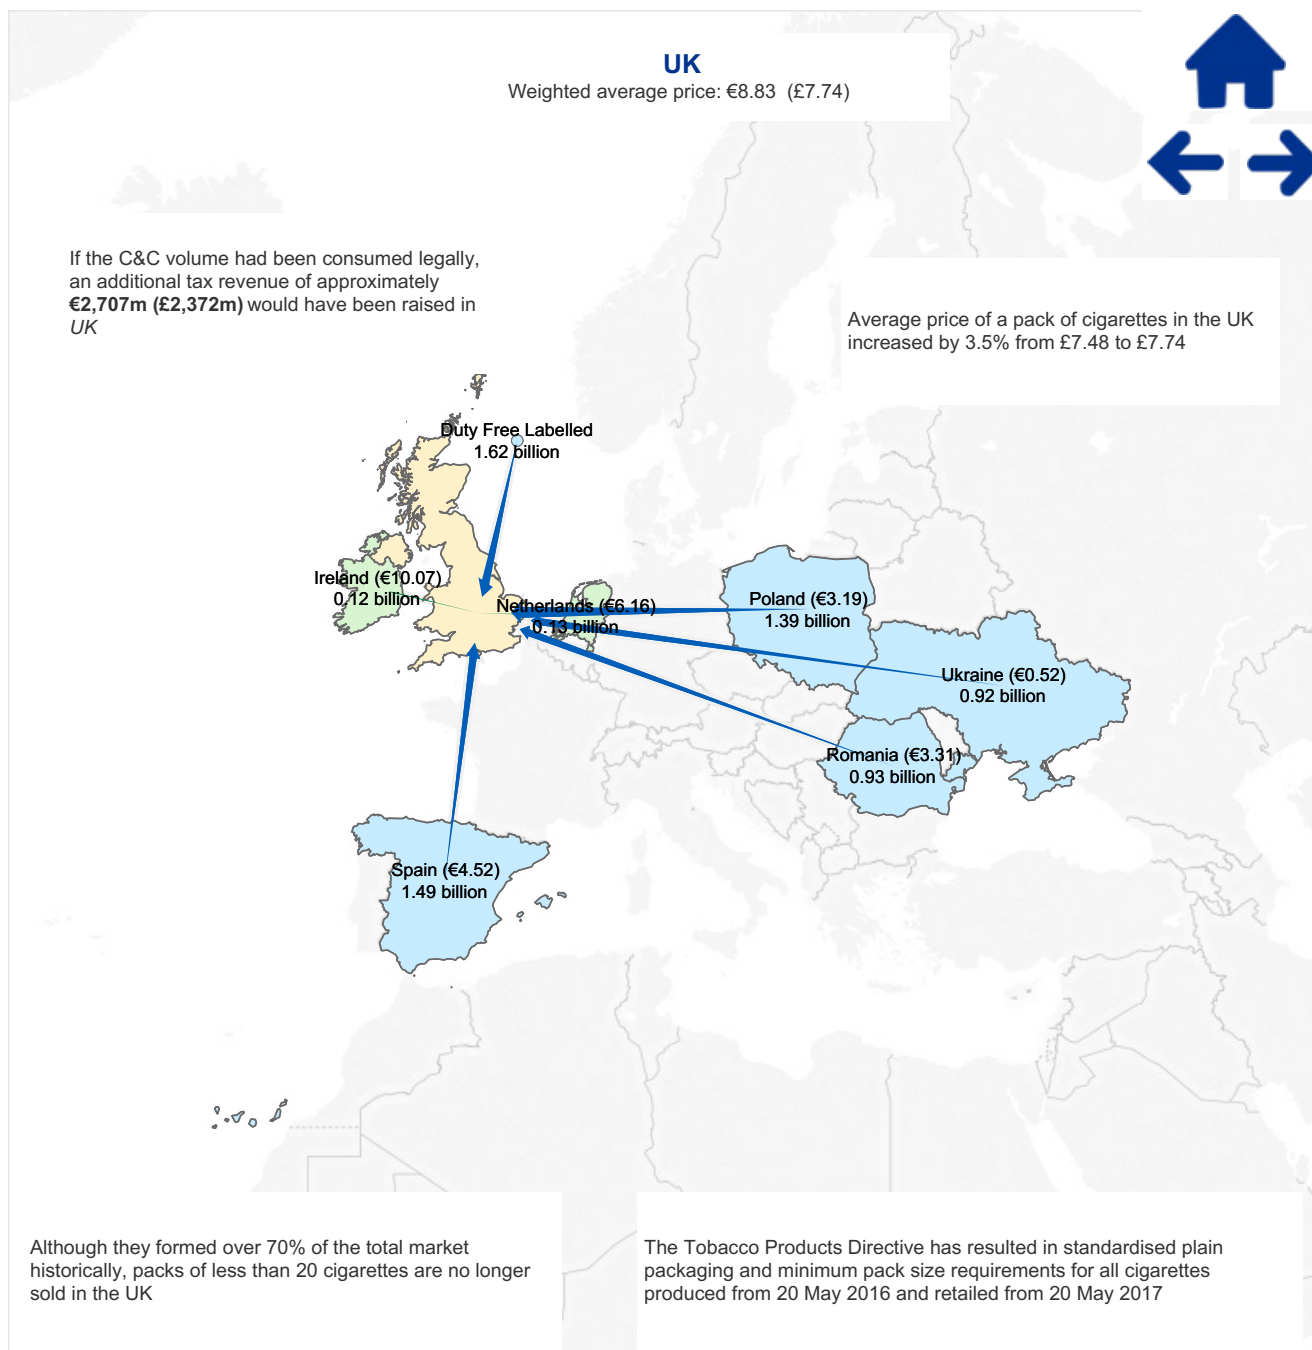 UK
Weighted average price: €8.83 (£7.74)
If the C&C volume had been consumed legally,
an additional tax revenue of approximately
€2,707m (£2,372m) would have been raised in
UK
Average price of a pack of cigarettes in the UK
increased by 3.5% from £7.48 to £7.74
Duty Free Labelled
1.62 billion
Ireland (€10.07)
0.12 billion
Netherlands (€6.16)
0.13 billion
Poland (€3.19)
1.39 billion
Ukraine (€0.52)
0.92 billion
Romania (€3.31)
0.93 billion
Spain (€4.52)
1.49 billion
Although they formed over 70% of the total market
historically, packs of less than 20 cigarettes are no longer
sold in the UK
The Tobacco Products Directive has resulted in standardised plain
packaging and minimum pack size requirements for all cigarettes
produced from 20 May 2016 and retailed from 20 May 2017